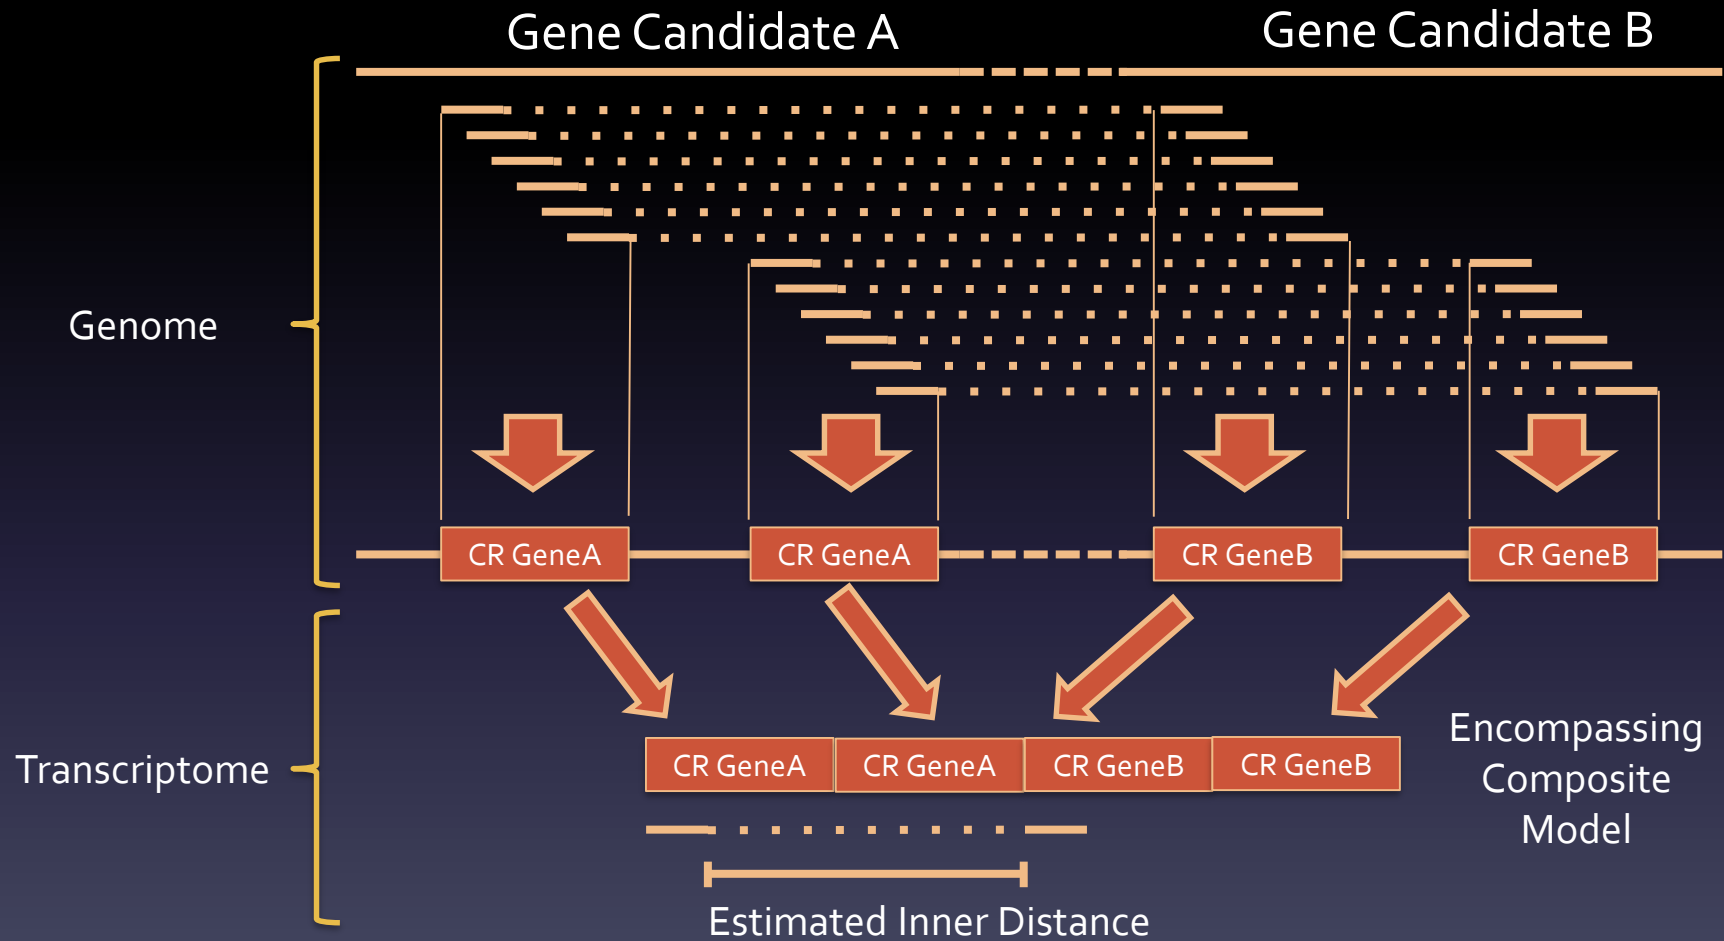 Gene Candidate A
Gene Candidate B
Genome
CR GeneA
CR GeneA
CR GeneB
CR GeneB
Transcriptome
CR GeneA
CR GeneA
CR GeneB
CR GeneB
Encompassing
Composite
Model
Estimated Inner Distance